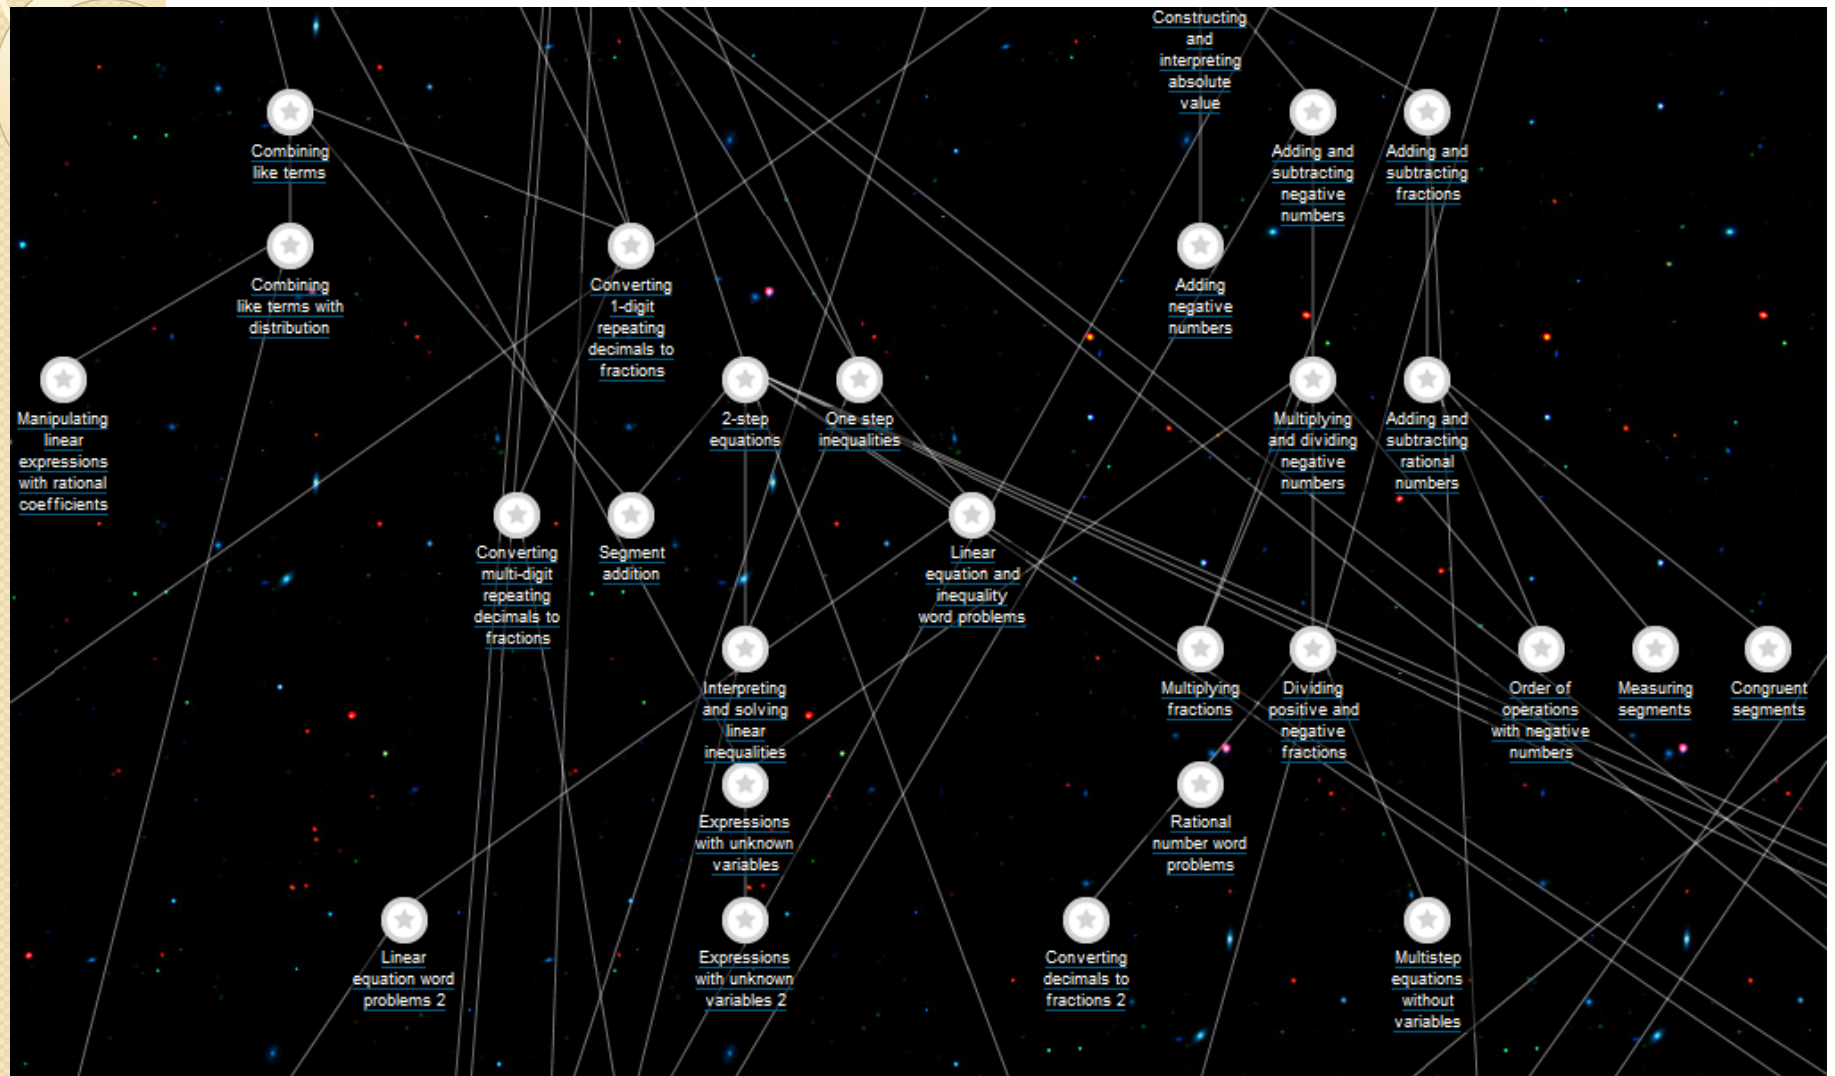 Constructing
and
interpreting
absolute
value
Combining
like terms
Adding and
subtracting
negative
numbers
Adding and
subtracting
fractions
Combining
like terms with
distribution
Converting
1-digit
repeating
decimals to
fractions
Adding
negative
numbers
Manipulating
linear
expressions
with rational
coefficients
2-step
equations
One step
inequalities
Multiplying
and dividing
negative
numbers
Adding and
subtracting
rational
numbers
Converting
multi-digit
repeating
decimals to
fractions
Segment
addition
Linear
equation and
inequality
word problems
Interpreting
and solving
linear
inequalities
Multiplying
fractions
Dividing
positive and
negative
fractions
Order of
operations
with negative
numbers
Measuring
segments
Congruent
segments
Expressions
with unknown
variables
Rational
number word
problems
Linear
equation word
problems 2
Expressions
with unknown
variables 2
Converting
decimals to
fractions 2
Multistep
equations
without
variables